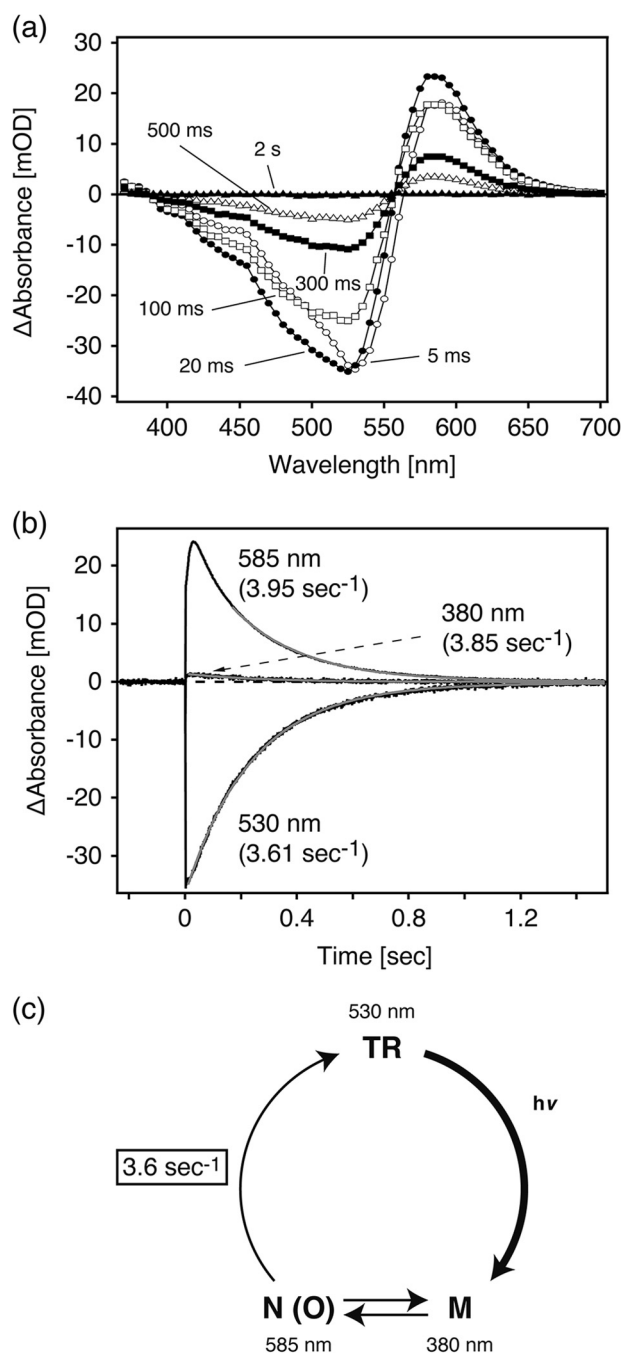 (a)
30
20
10
0
-10
-20
-30
-40
ΔAbsorbance [mOD]
500 ms
2 s
300 ms
100 ms
20 ms
5 ms
400 450 500 550 600 650 700
Wavelength [nm]
(b)
20
10
0
-10
-20
-30
ΔAbsorbance [mOD]
585 nm
(3.95 sec⁻¹)
380 nm
(3.85 sec⁻¹)
530 nm
(3.61 sec⁻¹)
0 0.4 0.8 1.2
Time [sec]
(c)
530 nm
TR
hν
3.6 sec⁻¹
N (O) M
585 nm 380 nm